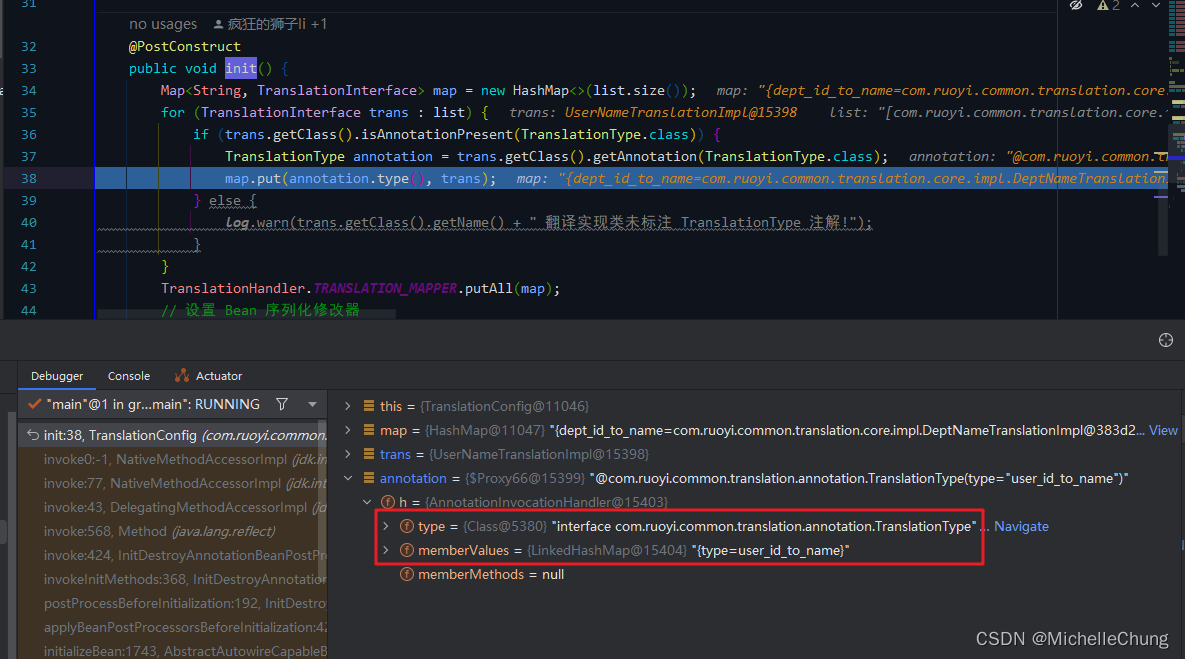 31
no usages 疯狂的狮子li +1
32 @PostConstruct
33 public void init() {
34 Map<String, TranslationInterface> map = new HashMap<>(list.size()); map: "{dept_id_to_name=com.ruoyi.common.translation.core
35 for (TranslationInterface trans : list) { trans: UserNameTranslationImpl@15398 list: "[com.ruoyi.common.translation.core.
36 if (trans.getClass().isAnnotationPresent(TranslationType.class)) {
37 TranslationType annotation = trans.getClass().getAnnotation(TranslationType.class); annotation: "@com.ruoyi.common.t
38 map.put(annotation.type(), trans); map: "{dept_id_to_name=com.ruoyi.common.translation.core.impl.DeptNameTranslation
39 } else {
40 log.warn(trans.getClass().getName() + " 翻译实现类未标注 TranslationType 注解!");
41 }
42 }
43 TranslationHandler.TRANSLATION_MAPPER.putAll(map);
44 // 设置 Bean 序列化修改器
2
Debugger Console Actuator
"main"@1 in gr...main": RUNNING
init:38, TranslationConfig (com.ruoyi.common.
invoke0:-1, NativeMethodAccessorImpl (jdk.in
invoke:77, NativeMethodAccessorImpl (jdk.int
invoke:43, DelegatingMethodAccessorImpl (jd
invoke:568, Method (java.lang.reflect)
invoke:424, InitDestroyAnnotationBeanPostPr
invokeInitMethods:368, InitDestroyAnnotation
postProcessBeforeInitialization:192, InitDestro
applyBeanPostProcessorsBeforeInitialization:42
initializeBean:1743, AbstractAutowireCapableB
this = {TranslationConfig@11046}
map = {HashMap@11047} "{dept_id_to_name=com.ruoyi.common.translation.core.impl.DeptNameTranslationImpl@383d2... View
trans = {UserNameTranslationImpl@15398}
annotation = {$Proxy66@15399} "@com.ruoyi.common.translation.annotation.TranslationType(type="user_id_to_name")"
h = {AnnotationInvocationHandler@15403}
type = {Class@5380} "interface com.ruoyi.common.translation.annotation.TranslationType" ... Navigate
memberValues = {LinkedHashMap@15404} "{type=user_id_to_name}"
memberMethods = null
CSDN @MichelleChung